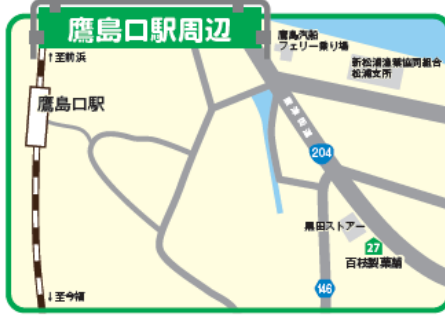 鷹島口駅周辺
↑至前浜
鷹島汽船
フェリー乗り場
新松浦漁業協同組合
松浦支所
鷹島口駅
204
黒田ストアー
27
百枝製菓舗
146
↓至今福